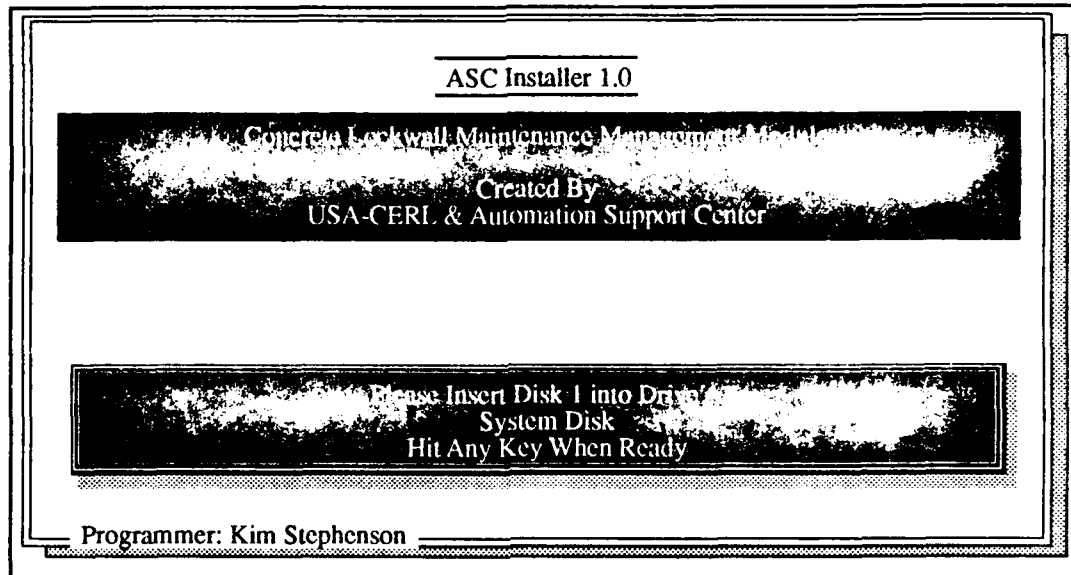 ASC Installer 1.0
Concrete Lockwall Maintenance Management Module
Created By
USA-CERL & Automation Support Center
Please Insert Disk 1 into Drive
System Disk
Hit Any Key When Ready
Programmer: Kim Stephenson